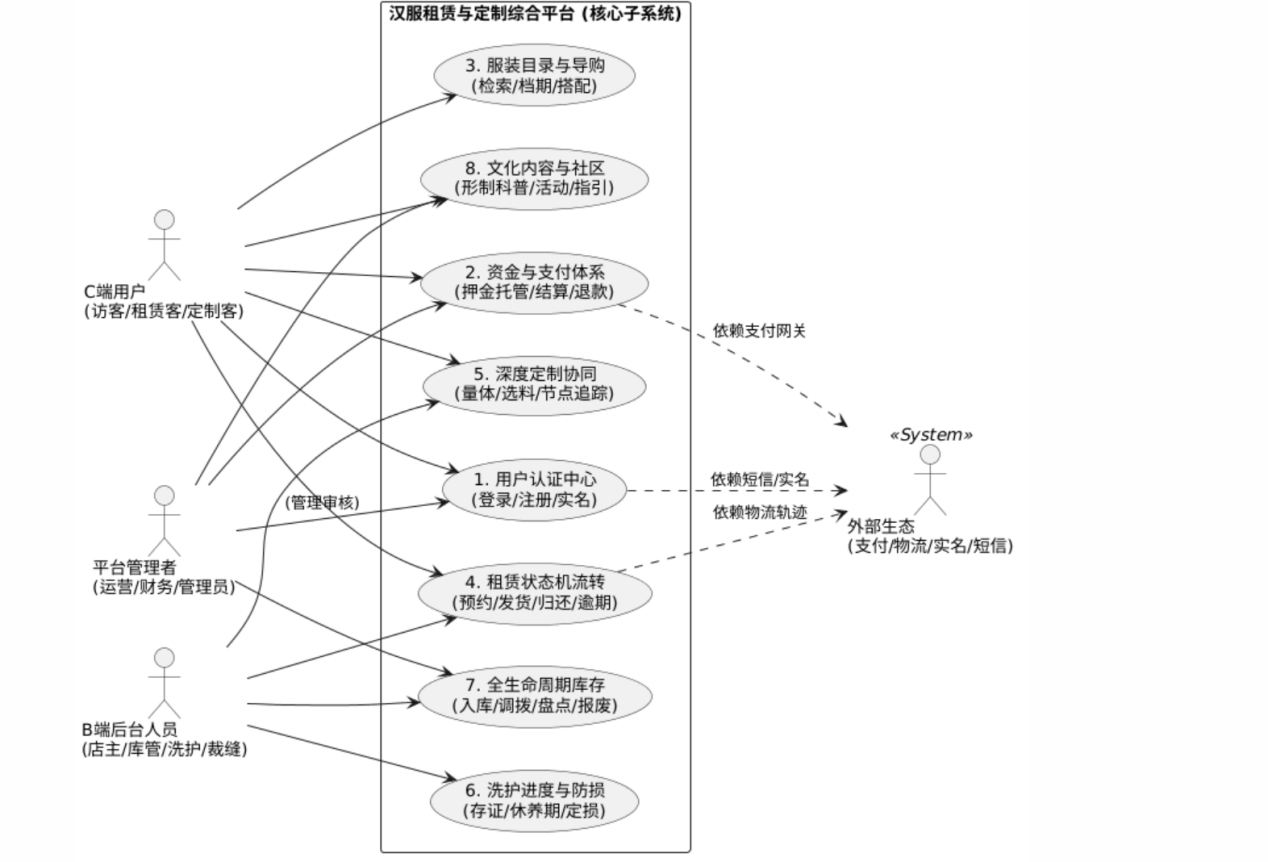 汉服租赁与定制综合平台 (核心子系统)
3. 服装目录与导购
(检索/档期/搭配)
8. 文化内容与社区
(形制科普/活动/指引)
2. 资金与支付体系
(押金托管/结算/退款)
5. 深度定制协同
(量体/选料/节点追踪)
1. 用户认证中心
(登录/注册/实名)
4. 租赁状态机流转
(预约/发货/归还/逾期)
7. 全生命周期库存
(入库/调拨/盘点/报废)
6. 洗护进度与防损
(存证/休养期/定损)
C端用户
(访客/租赁客/定制客)
平台管理者
(运营/财务/管理员)
B端后台人员
(店主/库管/洗护/裁缝)
(管理审核)
依赖支付网关
依赖短信/实名
依赖物流轨迹
«System»
外部生态
(支付/物流/实名/短信)